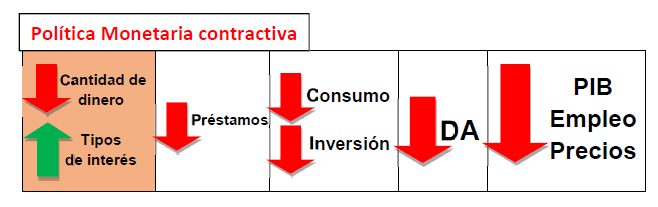 Política Monetaria contractiva
Cantidad de
dinero
Tipos
de interés
Préstamos
Consumo
Inversión
DA
PIB
Empleo
Precios